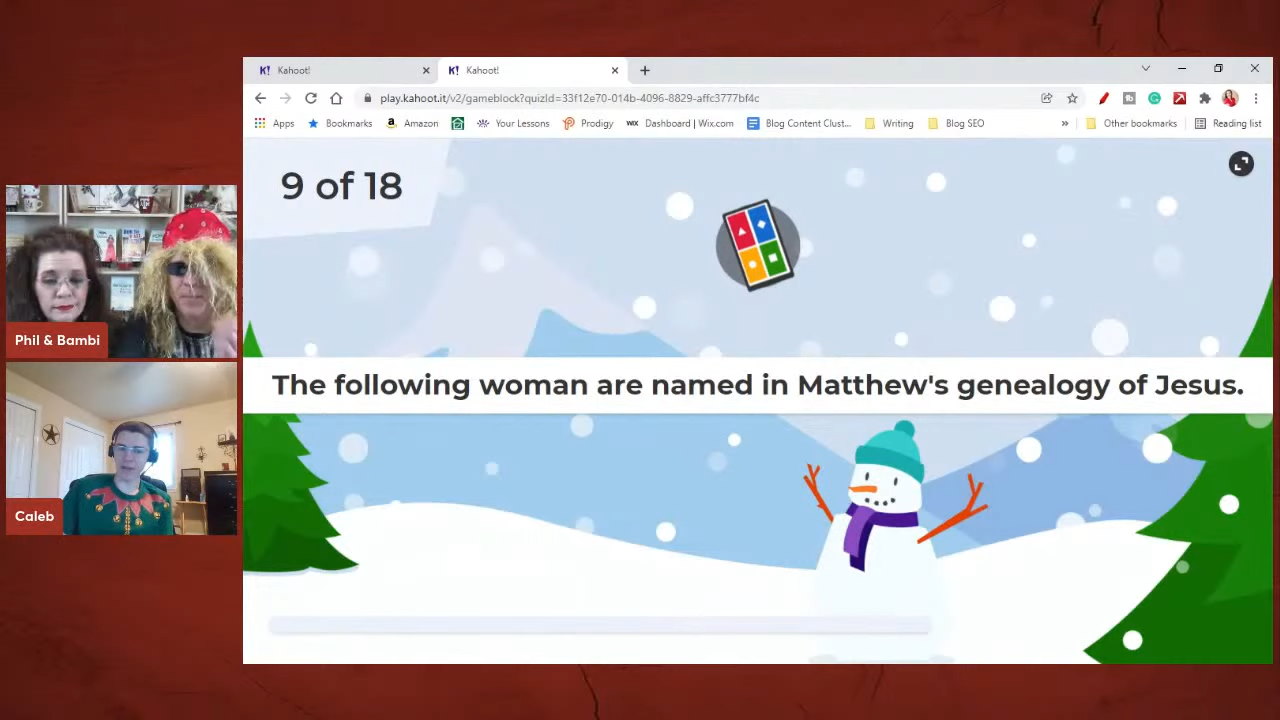 Kahoot!
Kahoot!
play.kahoot.it/v2/gameblock?quizId=33f12e70-014b-4096-8829-affc3777bf4c
Apps
Bookmarks
Amazon
Your Lessons
Prodigy
WIX
Dashboard | Wix.com
Blog Content Clust...
Writing
Blog SEO
»
Other bookmarks
Reading list
9 of 18
The following woman are named in Matthew's genealogy of Jesus.
Phil & Bambi
Caleb